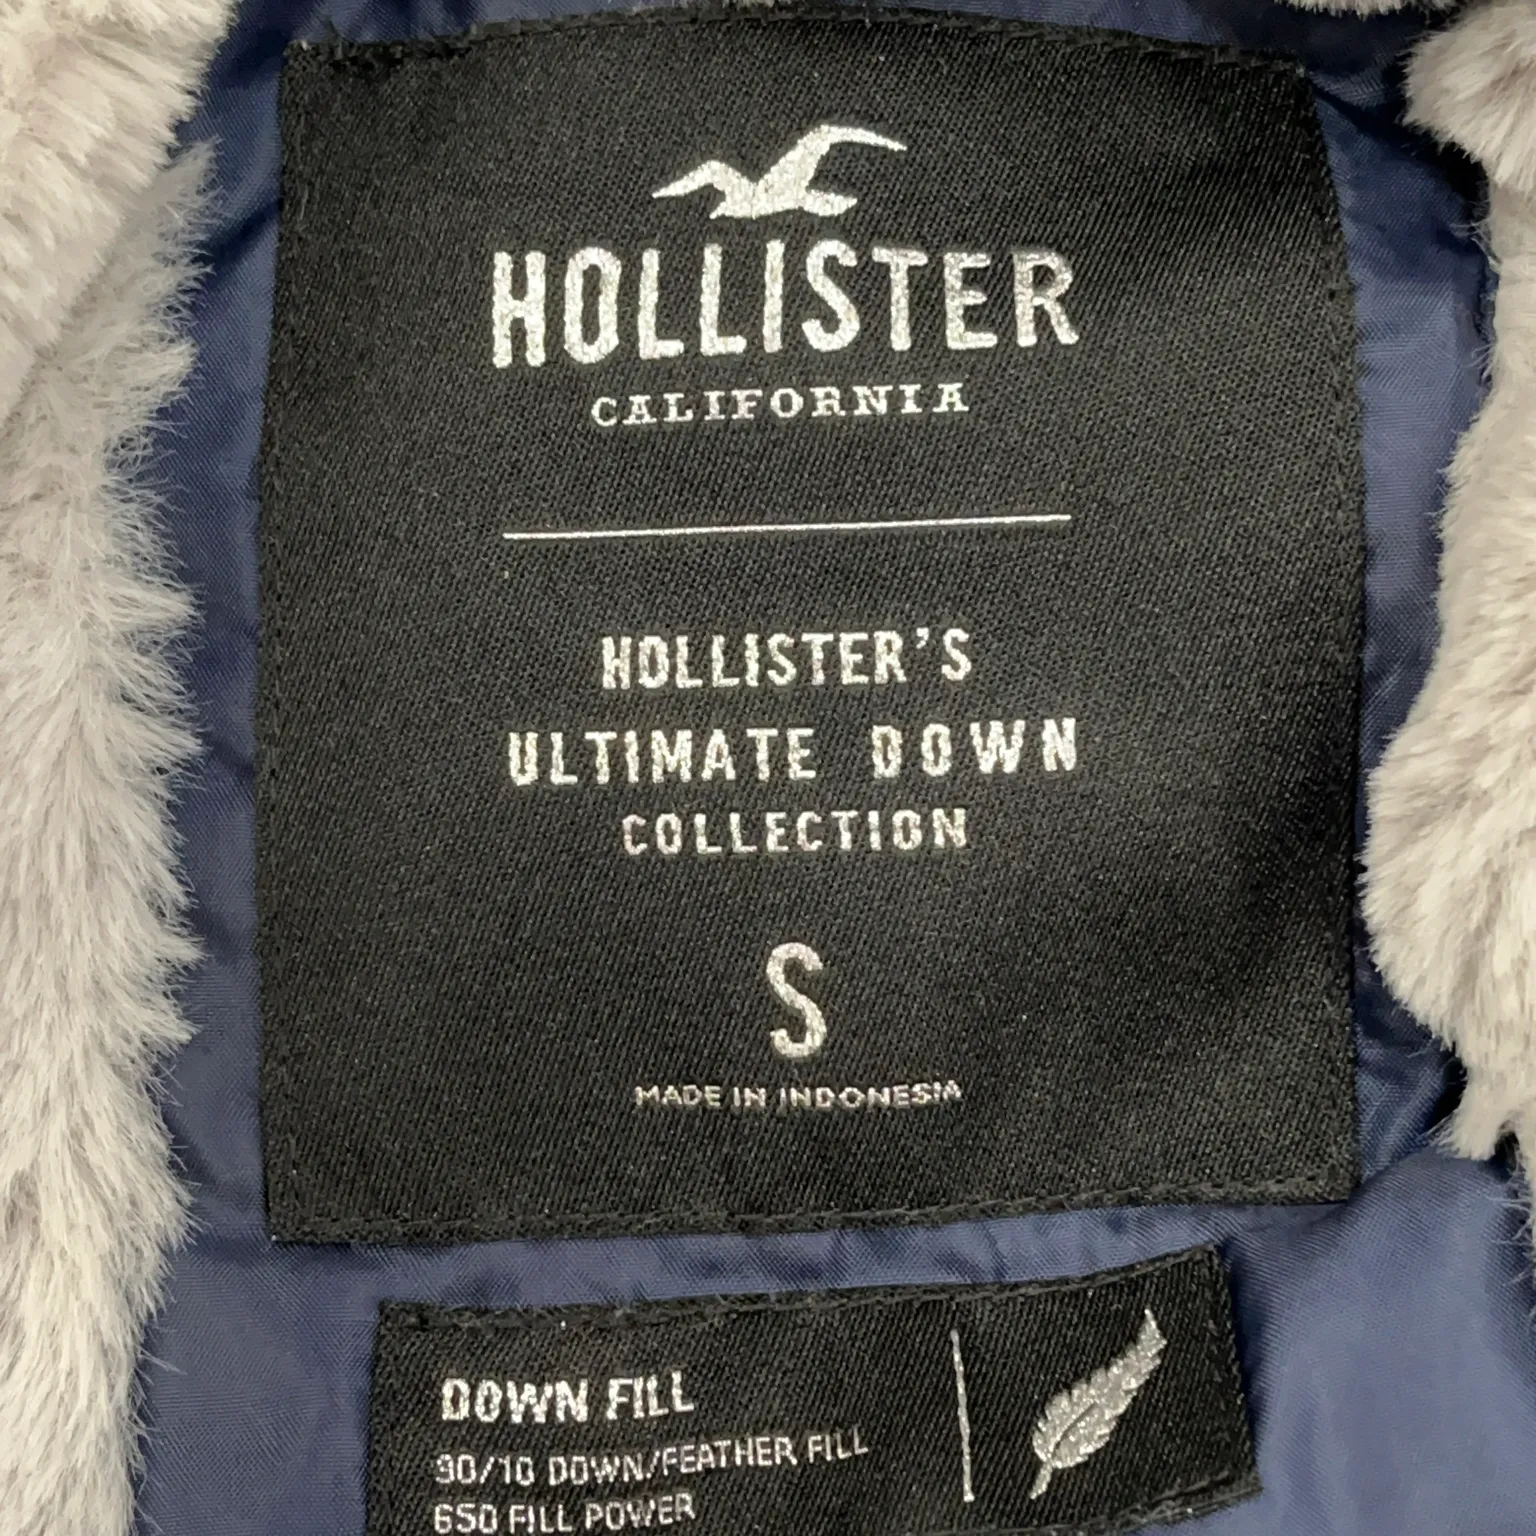 HOLLISTER
CALIFORNIA
HOLLISTER'S
ULTIMATE DOWN
COLLECTION
S
MADE IN INDONESIA
DOWN FILL
90/10 DOWN/FEATHER FILL
650 FILL POWER